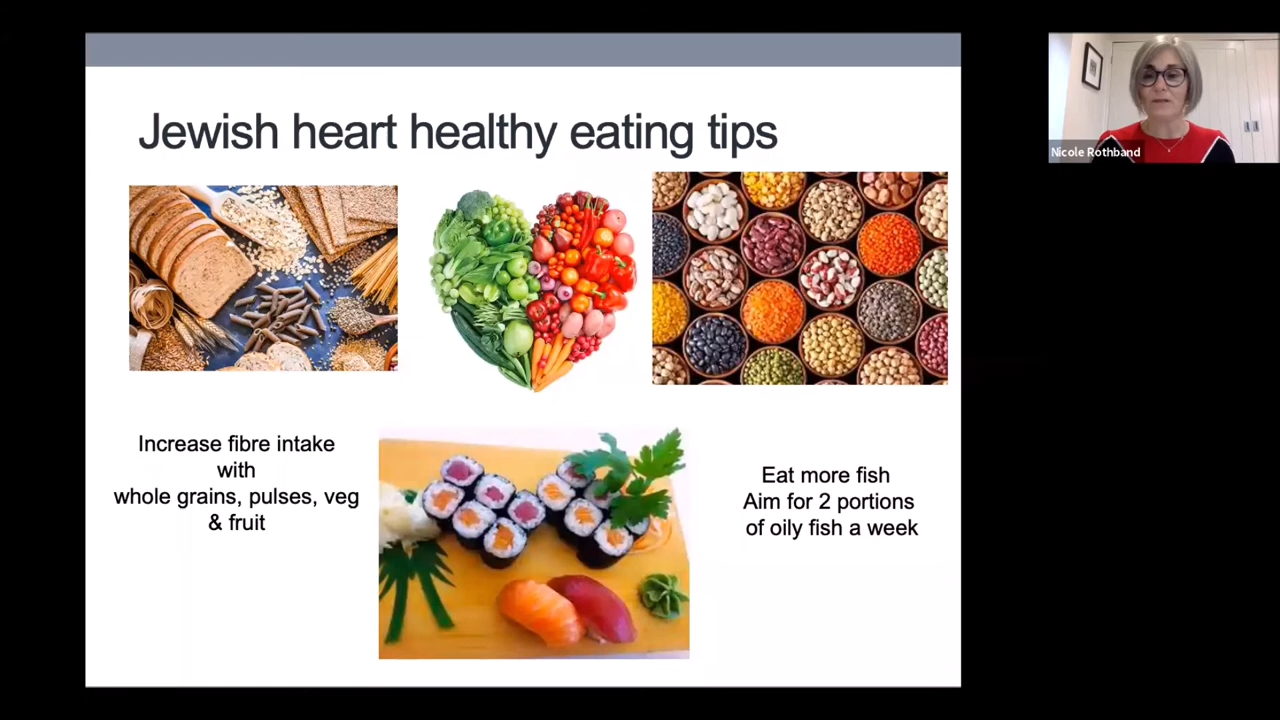 Jewish heart healthy eating tips
Nicole Rothband
Increase fibre intake
with
whole grains, pulses, veg
& fruit
Eat more fish
Aim for 2 portions
of oily fish a week